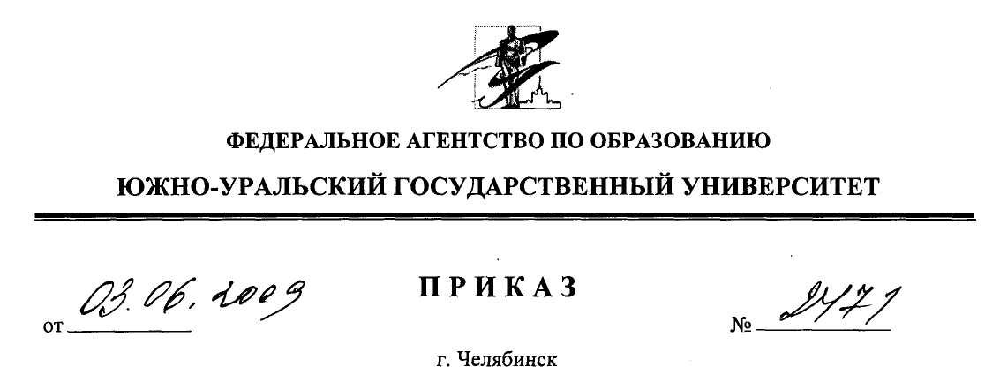 ФЕДЕРАЛЬНОЕ АГЕНТСТВО ПО ОБРАЗОВАНИЮ
ЮЖНО-УРАЛЬСКИЙ ГОСУДАРСТВЕННЫЙ УНИВЕРСИТЕТ
ПРИКАЗ
от 03.06.2009 № 2471
г. Челябинск